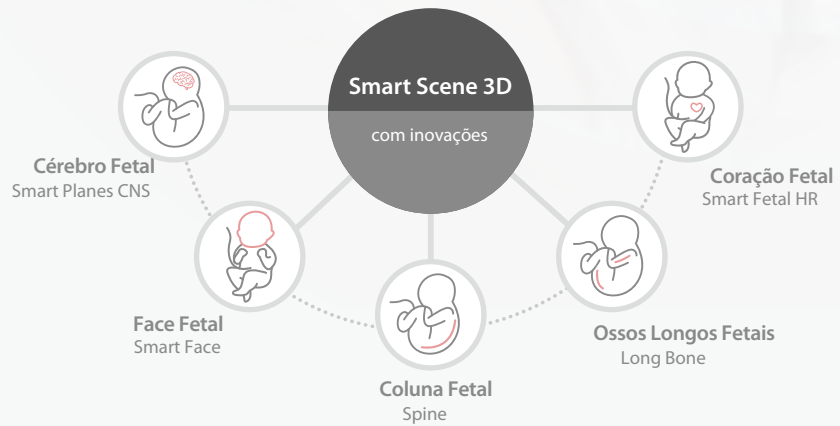 Smart Scene 3D
com inovações
Cérebro Fetal
Smart Planes CNS
Coração Fetal
Smart Fetal HR
Face Fetal
Smart Face
Ossos Longos Fetais
Long Bone
Coluna Fetal
Spine